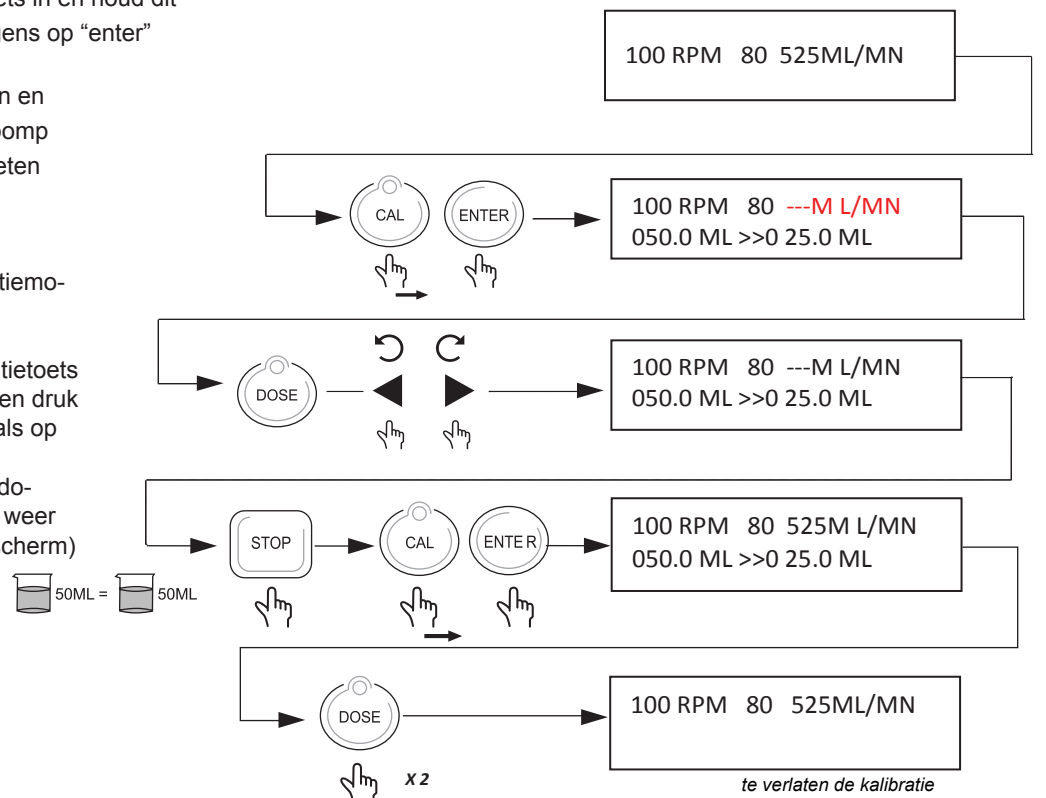 ets in en houd dit
gens op “enter”
n en
oomp
eten
tiemo-
tietoets
en druk
als op
do-
weer
cherm)
50ML = 50ML
100 RPM 80 525ML/MN
CAL ENTER
100 RPM 80 ---M L/MN
050.0 ML >>0 25.0 ML
DOSE
100 RPM 80 ---M L/MN
050.0 ML >>0 25.0 ML
STOP CAL ENTE R
100 RPM 80 525M L/MN
050.0 ML >>0 25.0 ML
DOSE
X 2
100 RPM 80 525ML/MN
te verlaten de kalibratie